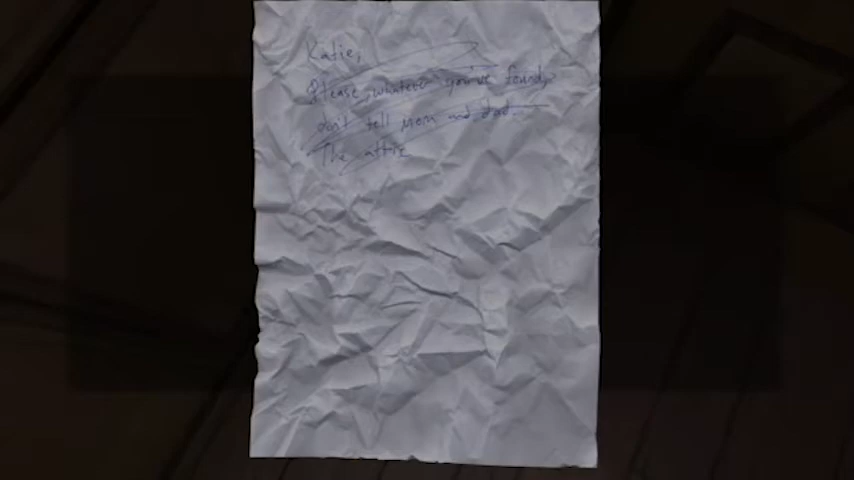 Katie,
Please, whatever you've found,
don't tell Mom and dad.
The attic